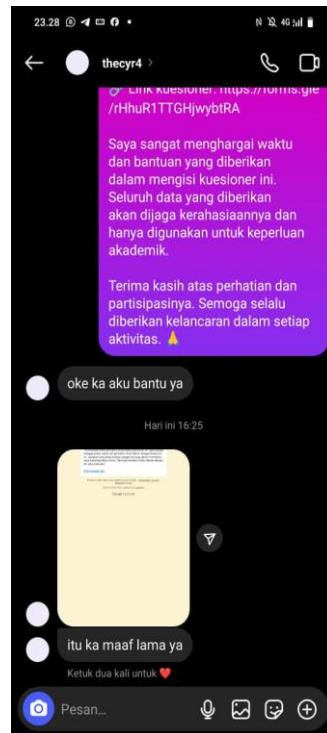 23.28
4G
thecyr4
Link kuesioner: https://forms.gle
/rHhuR1TTGHjwybtRA
Saya sangat menghargai waktu
dan bantuan yang diberikan
dalam mengisi kuesioner ini.
Seluruh data yang diberikan
akan dijaga kerahasiaannya dan
hanya digunakan untuk keperluan
akademik.
Terima kasih atas perhatian dan
partisipasinya. Semoga selalu
diberikan kelancaran dalam setiap
aktivitas. 🙏
oke ka aku bantu ya
Hari ini 16:25
itu ka maaf lama ya
Ketuk dua kali untuk ❤️
Pesan...